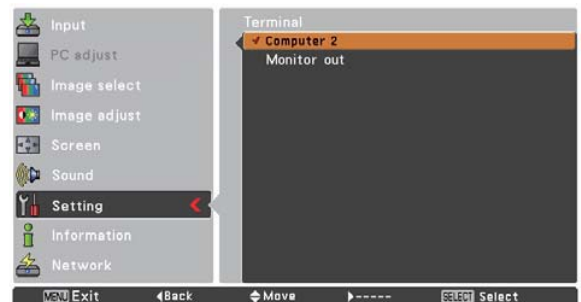 Input
PC adjust
Image select
Image adjust
Screen
Sound
Setting
Information
Network
Terminal
✔ Computer 2
Monitor out
MENU Exit ◀Back ◆Move ▶----- SELECT Select